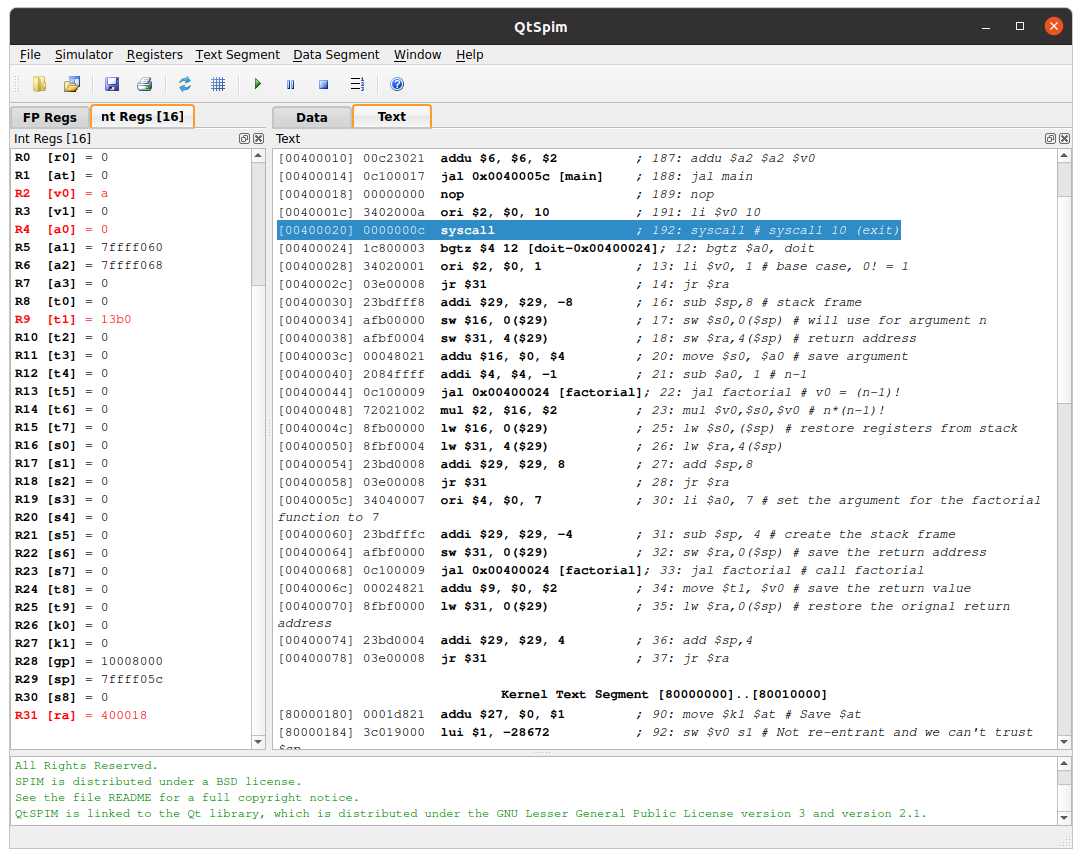 QtSpim
File Simulator Registers Text Segment Data Segment Window Help
FP Regs nt Regs [16] Data Text
Int Regs [16]
R0 [r0] = 0
R1 [at] = 0
R2 [v0] = a
R3 [v1] = 0
R4 [a0] = 0
R5 [a1] = 7ffff060
R6 [a2] = 7ffff068
R7 [a3] = 0
R8 [t0] = 0
R9 [t1] = 13b0
R10 [t2] = 0
R11 [t3] = 0
R12 [t4] = 0
R13 [t5] = 0
R14 [t6] = 0
R15 [t7] = 0
R16 [s0] = 0
R17 [s1] = 0
R18 [s2] = 0
R19 [s3] = 0
R20 [s4] = 0
R21 [s5] = 0
R22 [s6] = 0
R23 [s7] = 0
R24 [t8] = 0
R25 [t9] = 0
R26 [k0] = 0
R27 [k1] = 0
R28 [gp] = 10008000
R29 [sp] = 7ffff05c
R30 [s8] = 0
R31 [ra] = 400018
Text
[00400010] 00c23021 addu $6, $6, $2 ; 187: addu $a2 $a2 $v0
[00400014] 0c100017 jal 0x0040005c [main] ; 188: jal main
[00400018] 00000000 nop ; 189: nop
[0040001c] 3402000a ori $2, $0, 10 ; 191: li $v0 10
[00400020] 0000000c syscall ; 192: syscall # syscall 10 (exit)
[00400024] 1c800003 bgtz $4 12 [doit-0x00400024]; 12: bgtz $a0, doit
[00400028] 34020001 ori $2, $0, 1 ; 13: li $v0, 1 # base case, 0! = 1
[0040002c] 03e00008 jr $31 ; 14: jr $ra
[00400030] 23bdfff8 addi $29, $29, -8 ; 16: sub $sp,8 # stack frame
[00400034] afb00000 sw $16, 0($29) ; 17: sw $s0,0($sp) # will use for argument n
[00400038] afbf0004 sw $31, 4($29) ; 18: sw $ra,4($sp) # return address
[0040003c] 00048021 addu $16, $0, $4 ; 20: move $s0, $a0 # save argument
[00400040] 2084ffff addi $4, $4, -1 ; 21: sub $a0, 1 # n-1
[00400044] 0c100009 jal 0x00400024 [factorial]; 22: jal factorial # v0 = (n-1)!
[00400048] 72021002 mul $2, $16, $2 ; 23: mul $v0,$s0,$v0 # n*(n-1)!
[0040004c] 8fb00000 lw $16, 0($29) ; 25: lw $s0,($sp) # restore registers from stack
[00400050] 8fbf0004 lw $31, 4($29) ; 26: lw $ra,4($sp)
[00400054] 23bd0008 addi $29, $29, 8 ; 27: add $sp,8
[00400058] 03e00008 jr $31 ; 28: jr $ra
[0040005c] 34040007 ori $4, $0, 7 ; 30: li $a0, 7 # set the argument for the factorial
function to 7
[00400060] 23bdfffc addi $29, $29, -4 ; 31: sub $sp, 4 # create the stack frame
[00400064] afbf0000 sw $31, 0($29) ; 32: sw $ra,0($sp) # save the return address
[00400068] 0c100009 jal 0x00400024 [factorial]; 33: jal factorial # call factorial
[0040006c] 00024821 addu $9, $0, $2 ; 34: move $t1, $v0 # save the return value
[00400070] 8fbf0000 lw $31, 0($29) ; 35: lw $ra,0($sp) # restore the orignal return
address
[00400074] 23bd0004 addi $29, $29, 4 ; 36: add $sp,4
[00400078] 03e00008 jr $31 ; 37: jr $ra
Kernel Text Segment [80000000]..[80010000]
[80000180] 0001d821 addu $27, $0, $1 ; 90: move $k1 $at # Save $at
[80000184] 3c019000 lui $1, -28672 ; 92: sw $v0 s1 # Not re-entrant and we can't trust
$sp
All Rights Reserved.
SPIM is distributed under a BSD license.
See the file README for a full copyright notice.
QtSPIM is linked to the Qt library, which is distributed under the GNU Lesser General Public License version 3 and version 2.1.